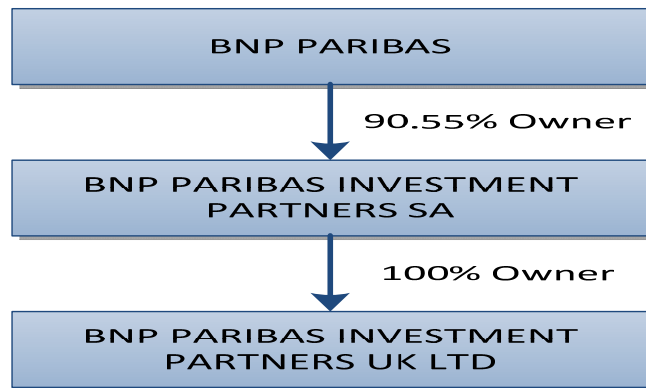 BNP PARIBAS
90.55% Owner
BNP PARIBAS INVESTMENT
PARTNERS SA
100% Owner
BNP PARIBAS INVESTMENT
PARTNERS UK LTD